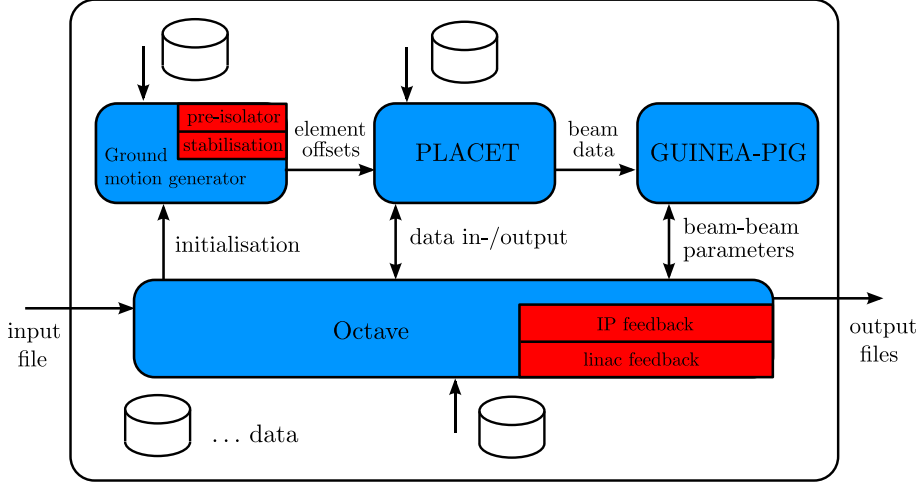 pre-isolator
stabilisation
Ground
motion generator
element
offsets
PLACET
beam
data
GUINEA-PIG
initialisation
data in-/output
beam-beam
parameters
input
file
Octave
IP feedback
linac feedback
output
files
... data